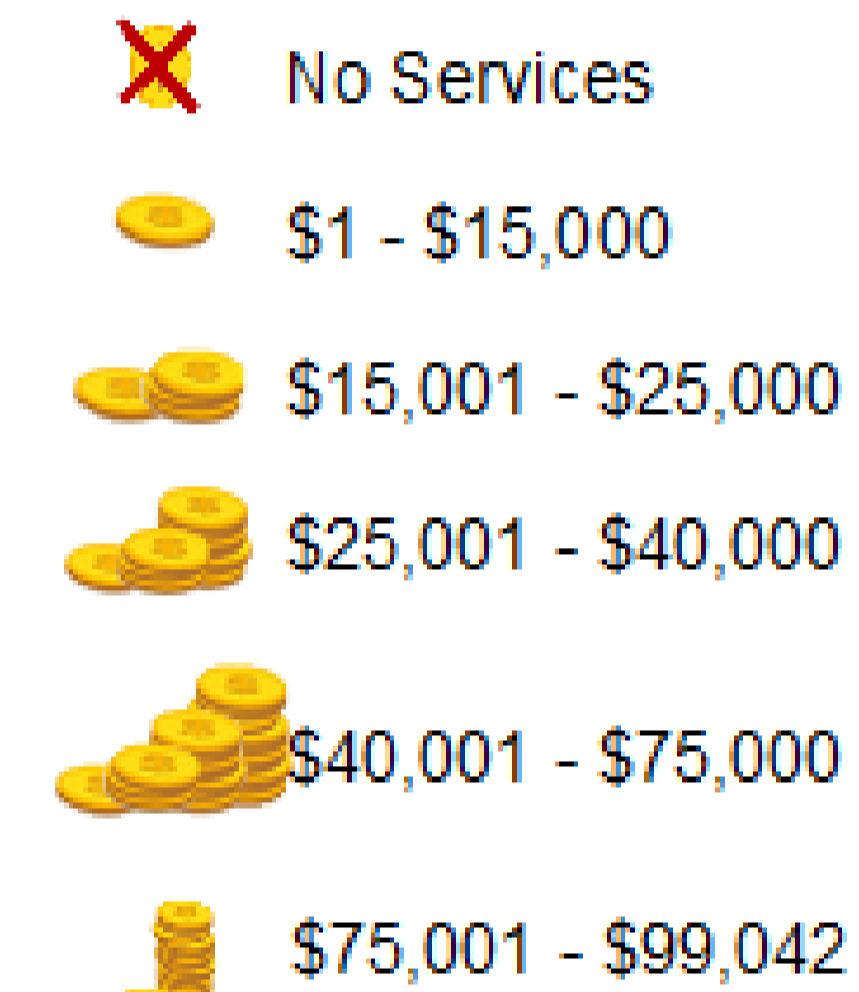 No Services
$1 - $15,000
$15,001 - $25,000
$25,001 - $40,000
$40,001 - $75,000
$75,001 - $99,042